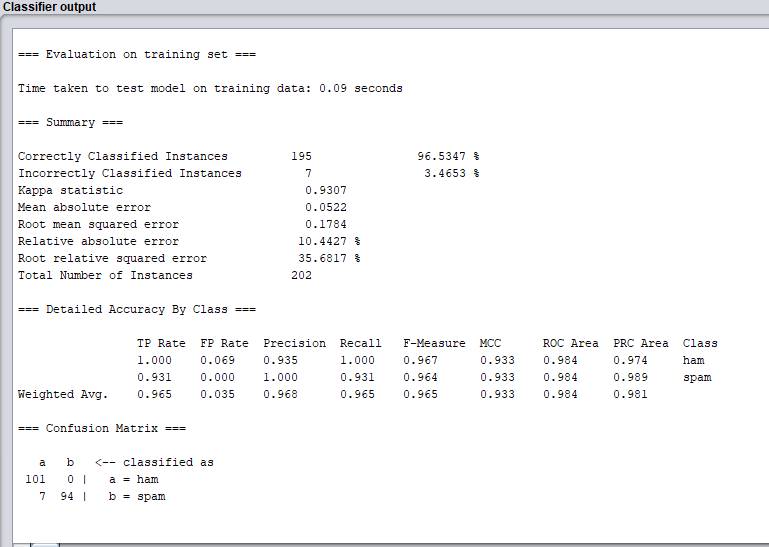 Classifier output
=== Evaluation on training set ===
Time taken to test model on training data: 0.09 seconds
=== Summary ===
Correctly Classified Instances 195 96.5347 %
Incorrectly Classified Instances 7 3.4653 %
Kappa statistic 0.9307
Mean absolute error 0.0522
Root mean squared error 0.1784
Relative absolute error 10.4427 %
Root relative squared error 35.6817 %
Total Number of Instances 202
=== Detailed Accuracy By Class ===
TP Rate FP Rate Precision Recall F-Measure MCC ROC Area PRC Area Class
1.000 0.069 0.935 1.000 0.967 0.933 0.984 0.974 ham
0.931 0.000 1.000 0.931 0.964 0.933 0.984 0.989 spam
Weighted Avg. 0.965 0.035 0.968 0.965 0.965 0.933 0.984 0.981
=== Confusion Matrix ===
a b <-- classified as
101 0 | a = ham
7 94 | b = spam